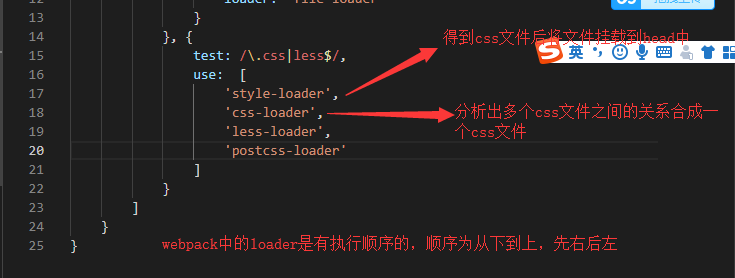 12 loader: 'file-loader'
13 }
14 }, {
15 test: /\.css|less$/,
16 use: [
17 'style-loader',
18 'css-loader',
19 'less-loader',
20 'postcss-loader'
21 ]
22 }
23 ]
24 }
25 }
得到css文件后将文件挂载到head中
英
分析出多个css文件之间的关系合成一
个css文件
webpack中的loader是有执行顺序的，顺序为从下到上，先右后左